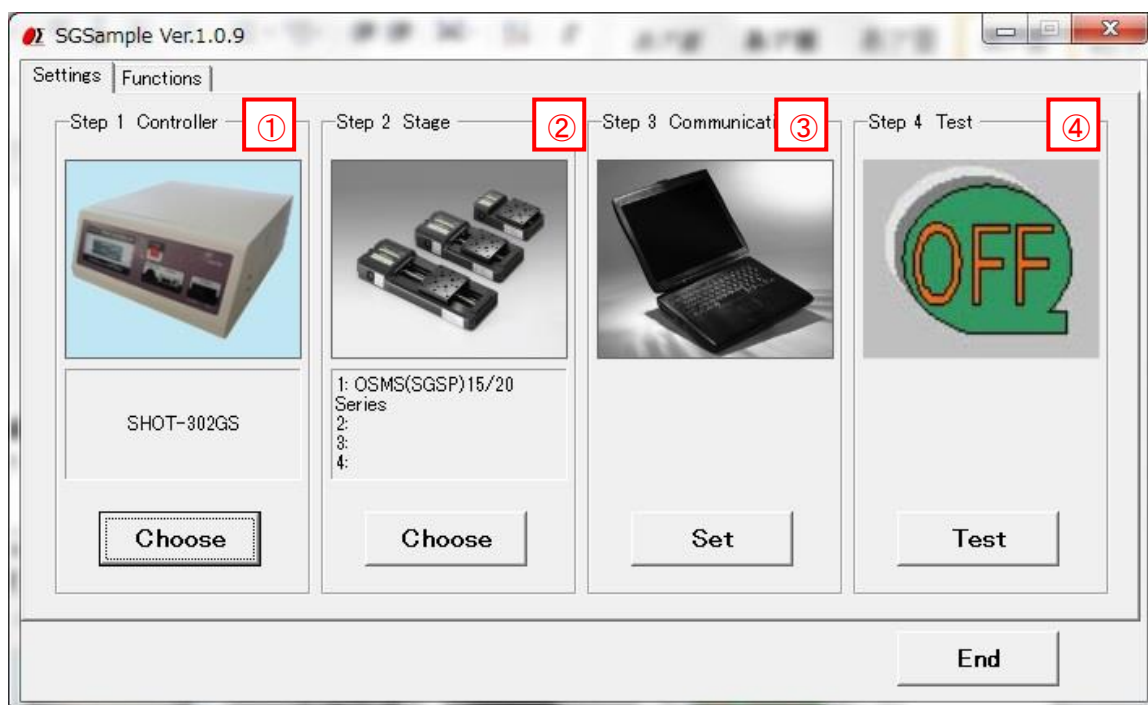 SGSample Ver.1.0.9
Settings
Functions
Step 1 Controller
①
Step 2 Stage
②
Step 3 Communicati
③
Step 4 Test
④
OFF
SHOT-302GS
1: OSMS(SGSP)15/20
Series
2:
3:
4:
Choose
Choose
Set
Test
End